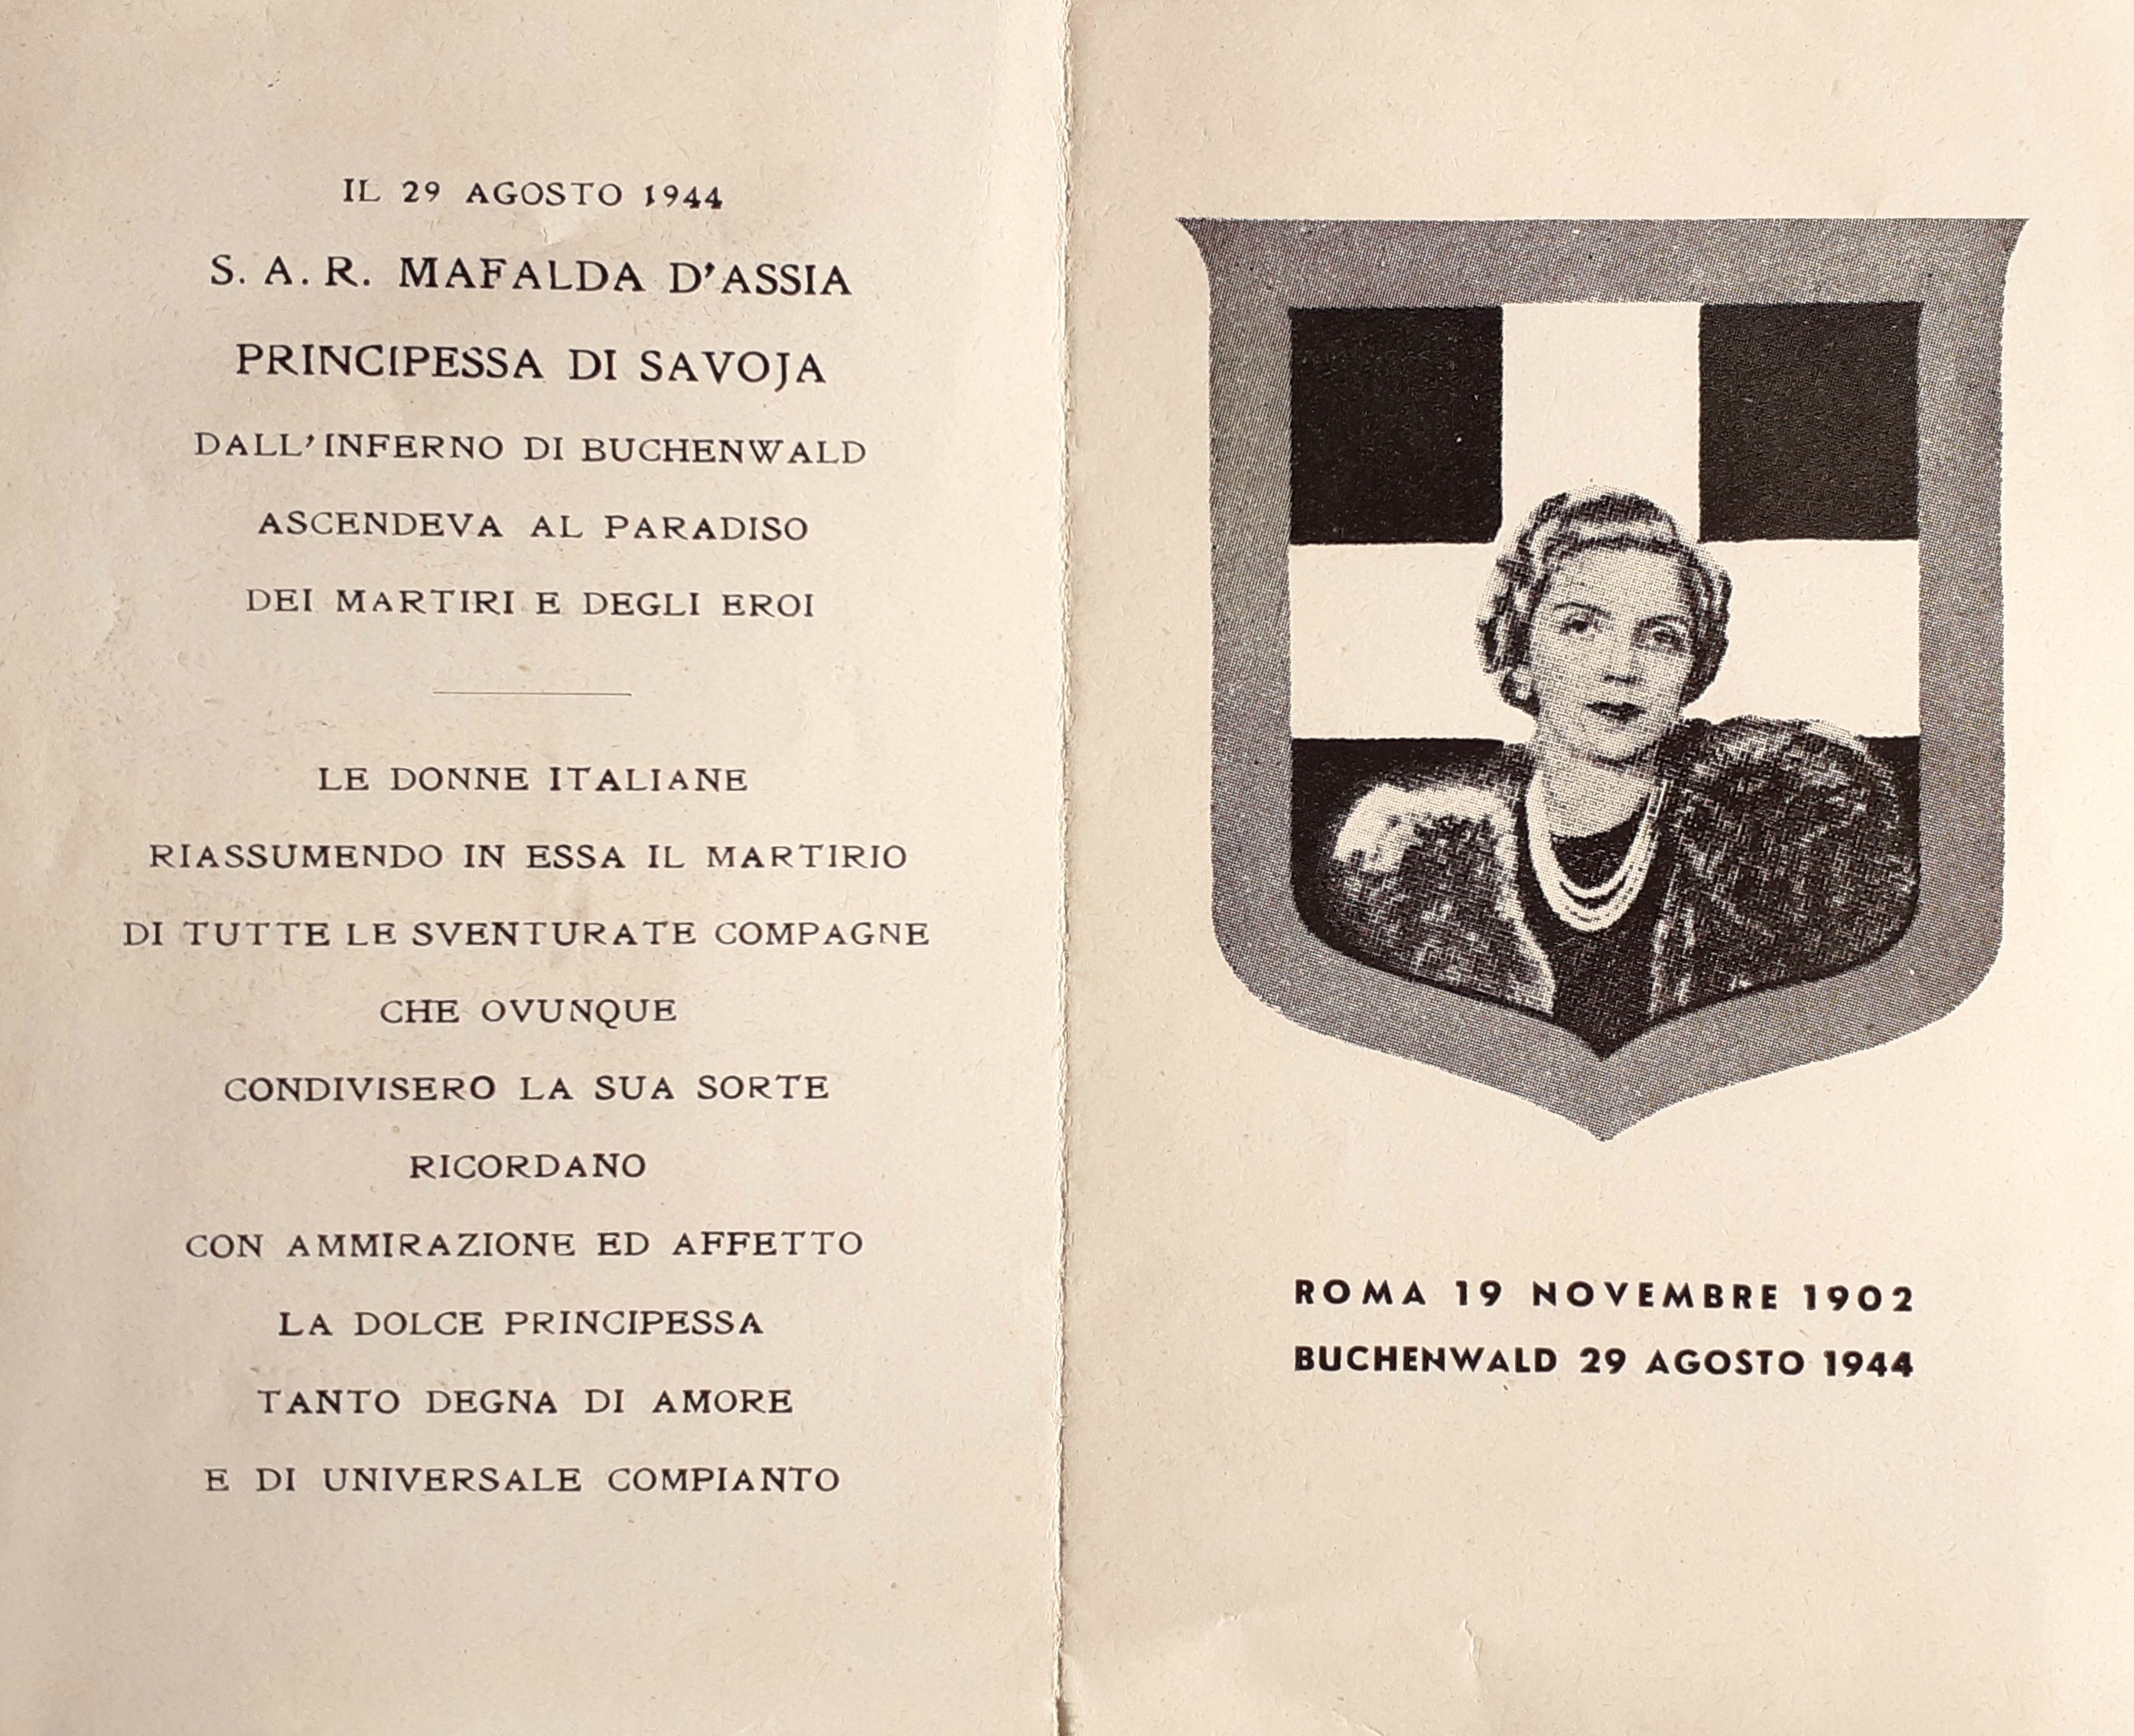 IL 29 AGOSTO 1944
S. A. R. MAFALDA D'ASSIA
PRINCIPESSA DI SAVOJA
DALL'INFERNO DI BUCHENWALD
ASCENDEVA AL PARADISO
DEI MARTIRI E DEGLI EROI
LE DONNE ITALIANE
RIASSUMENDO IN ESSA IL MARTIRIO
DI TUTTE LE SVENTURATE COMPAGNE
CHE OVUNQUE
CONDIVISERO LA SUA SORTE
RICORDANO
CON AMMIRAZIONE ED AFFETTO
LA DOLCE PRINCIPESSA
TANTO DEGNA DI AMORE
E DI UNIVERSALE COMPIANTO
ROMA 19 NOVEMBRE 1902
BUCHENWALD 29 AGOSTO 1944